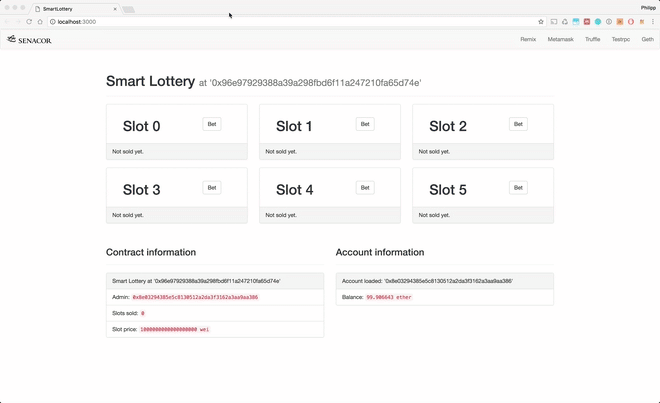 SmartLottery
Philipp
localhost:3000
SENACOR
Remix Metamask Truffle Testrpc Geth
Smart Lottery at '0x96e97929388a39a298fbd6f11a247210fa65d74e'
Slot 0 Bet
Not sold yet.
Slot 1 Bet
Not sold yet.
Slot 2 Bet
Not sold yet.
Slot 3 Bet
Not sold yet.
Slot 4 Bet
Not sold yet.
Slot 5 Bet
Not sold yet.
Contract information
Smart Lottery at '0x96e97929388a39a298fbd6f11a247210fa65d74e'
Admin: 0x8e03294385e5c8130512a2da3f3162a3aa9aa386
Slots sold: 0
Slot price: 1000000000000000000 wei
Account information
Account loaded: '0x8e03294385e5c8130512a2da3f3162a3aa9aa386'
Balance: 99.906643 ether